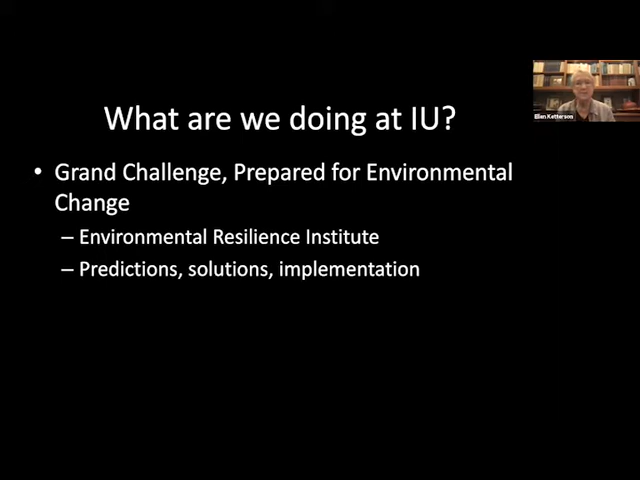 What are we doing at IU?
Ellen Ketterson
• Grand Challenge, Prepared for Environmental
Change
– Environmental Resilience Institute
– Predictions, solutions, implementation